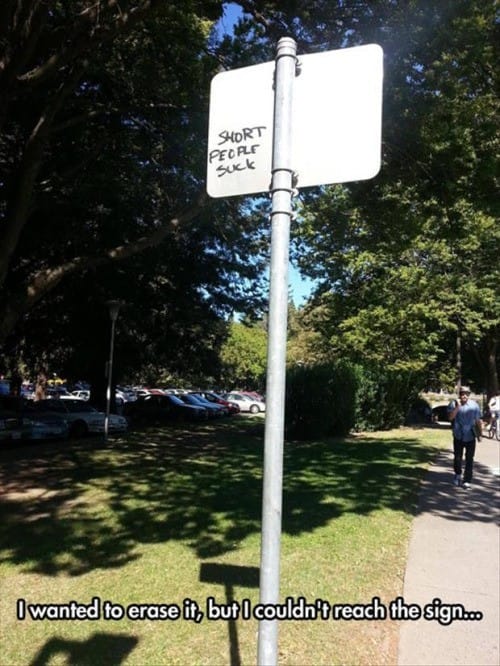 SHORT
PEOPLE
SUCK
I wanted to erase it, but I couldn't reach the sign...